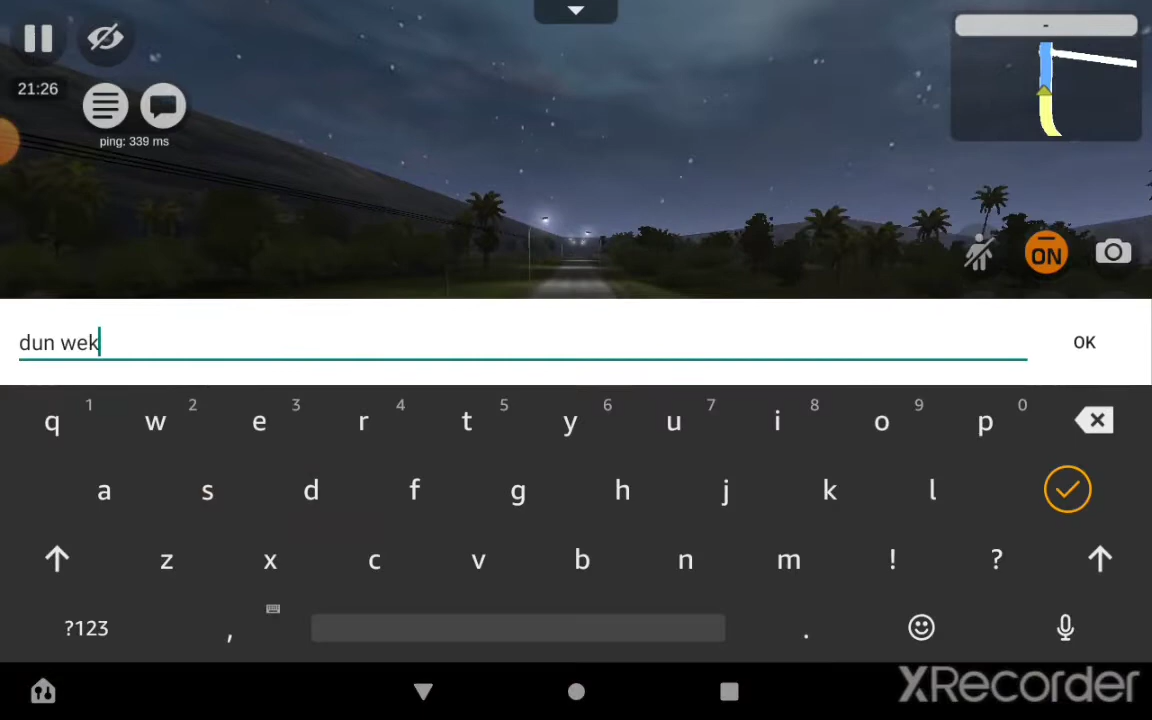 -
21:26
ping: 339 ms
ON
dun wek
OK
1 2 3 4 5 6 7 8 9 0
q w e r t y u i o p
a s d f g h j k l
z x c v b n m ! ?
?123 , .
XRecorder